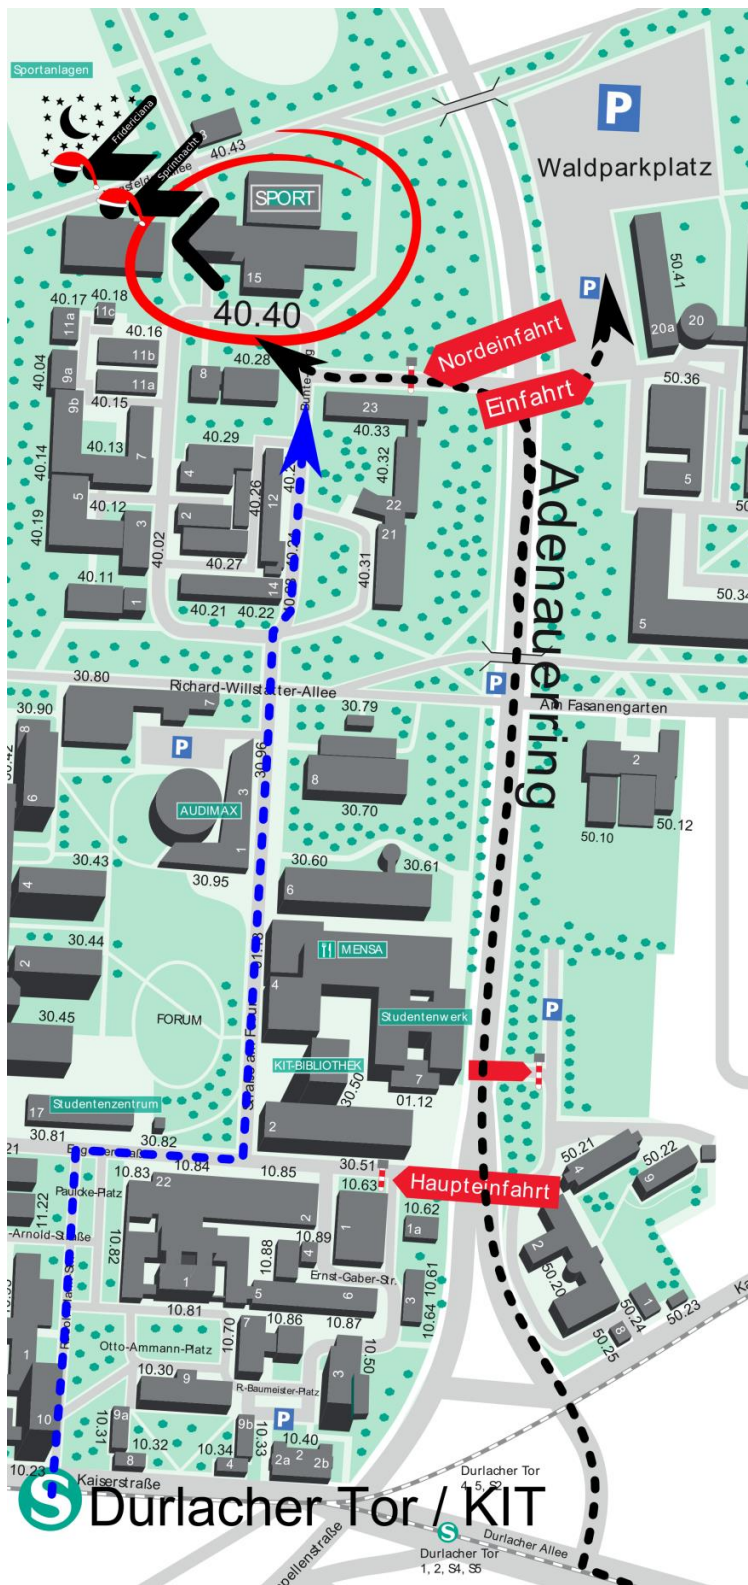 Sportanlagen
P
Waldparkplatz
Fridericiana
Sprintnacht
3
40.43
SPORT
15
40.40
P
50.41
20
20a
40.17
40.18
11a
11c
40.16
11b
11a
40.15
40.04
9a
9b
8
40.28
Nordeinfahrt
Einfahrt
50.36
5
23
40.33
40.32
22
21
40.31
40.14
40.13
7
5
40.12
40.19
3
40.02
40.29
4
2
40.26
12
40.27
14
40.11
1
40.21
40.22
Adenauerring
50.34
5
30.80
7
Richard-Willstätter-Allee
P
Am Fasanengarten
30.90
8
6
P
30.96
3
1
AUDIMAX
30.95
30.79
8
30.70
2
50.10
50.12
30.43
4
30.60
30.61
6
30.44
2
30.45
FORUM
MENSA
4
Studentenwerk
P
KIT-BIBLIOTHEK
30.50
7
01.12
2
Studentenzentrum
17
30.81
30.82
10.83
10.84
10.85
30.51
10.63
Haupteinfahrt
50.21
4
50.22
9
Paulcke-Platz
11.22
-Arnold-Straße
22
2
10.82
1
10.81
10.88
10.89
4
1
10.62
1a
Ernst-Gaber-Str.
10.61
10.64
3
5
10.86
6
10.87
2
50.20
50.24
1
50.23
8
50.25
Otto-Ammann-Platz
10.70
7
10.30
9
R.-Baumeister-Platz
10.50
3
1
10
10.23
9a
10.31
10.32
8
10.34
4
9b
10.33
P
10.40
2a
2
2b
Kaiserstraße
S
Durlacher Tor / KIT
Durlacher Tor
4, 5, S2
S
Durlacher Tor
1, 2, S4, S5
Durlacher Allee